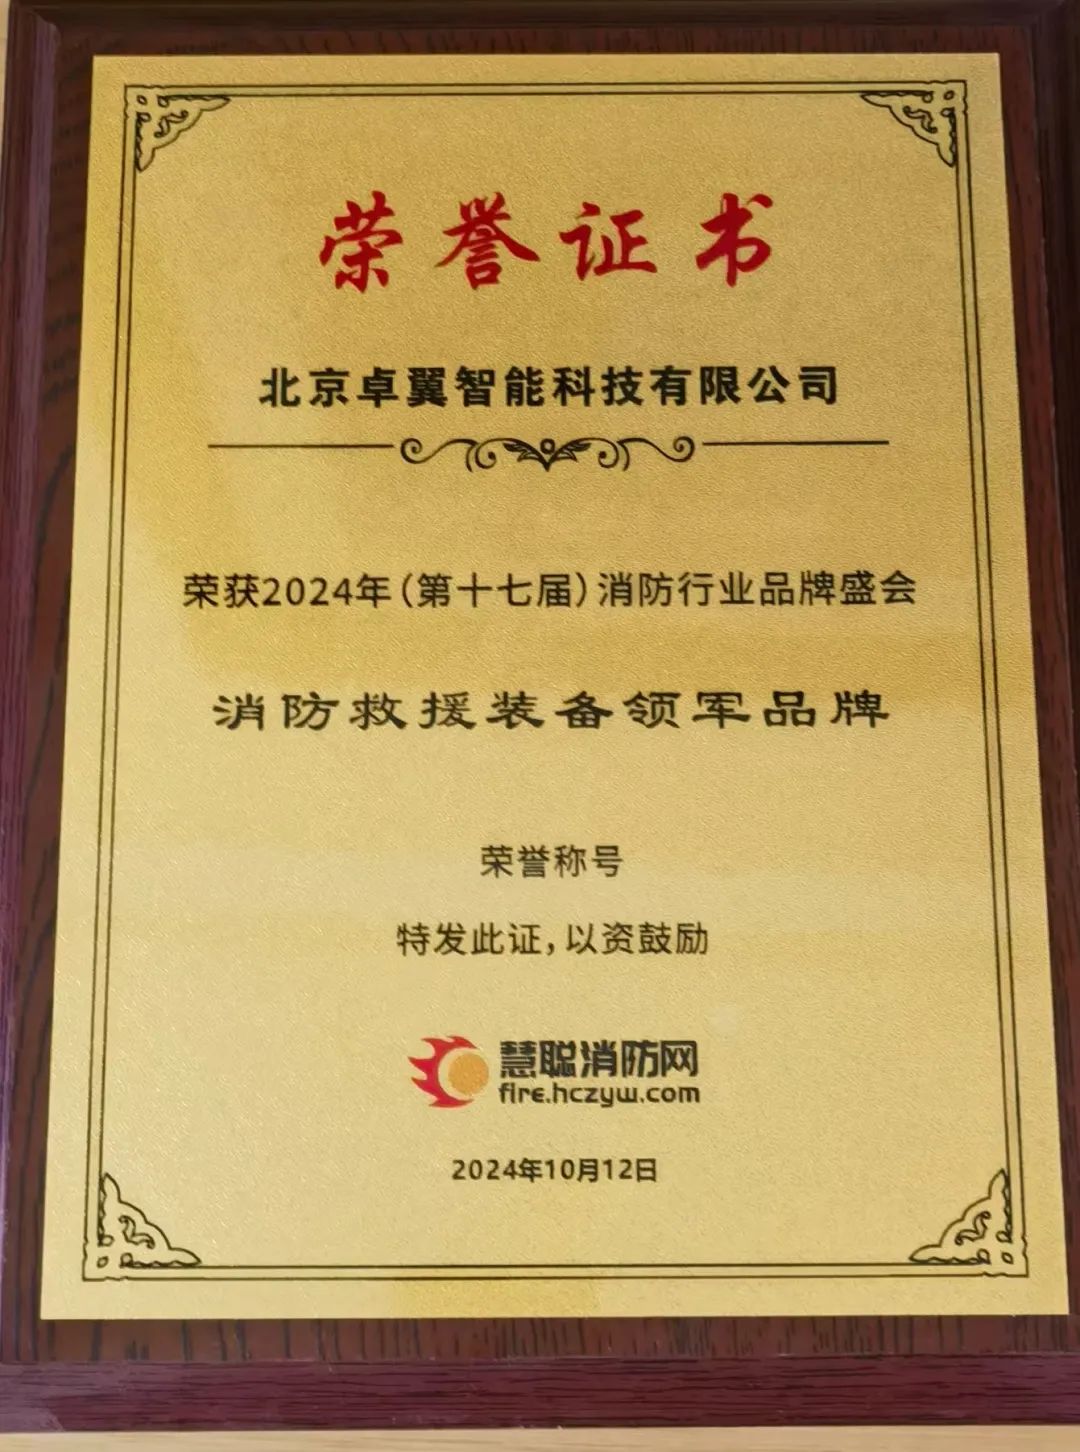 荣誉证书
北京卓翼智能科技有限公司
荣获2024年(第十七届)消防行业品牌盛会
消防救援装备领军品牌
荣誉称号
特发此证,以资鼓励
慧聪消防网
fire.hczyw.com
2024年10月12日